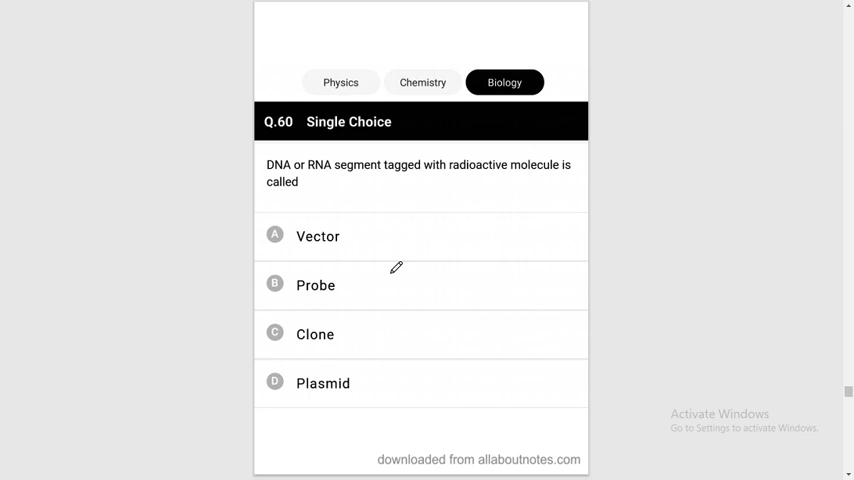 Physics Chemistry Biology
Q.60 Single Choice
DNA or RNA segment tagged with radioactive molecule is
called
A Vector
B Probe
C Clone
D Plasmid
Activate Windows
Go to Settings to activate Windows.
downloaded from allaboutnotes.com